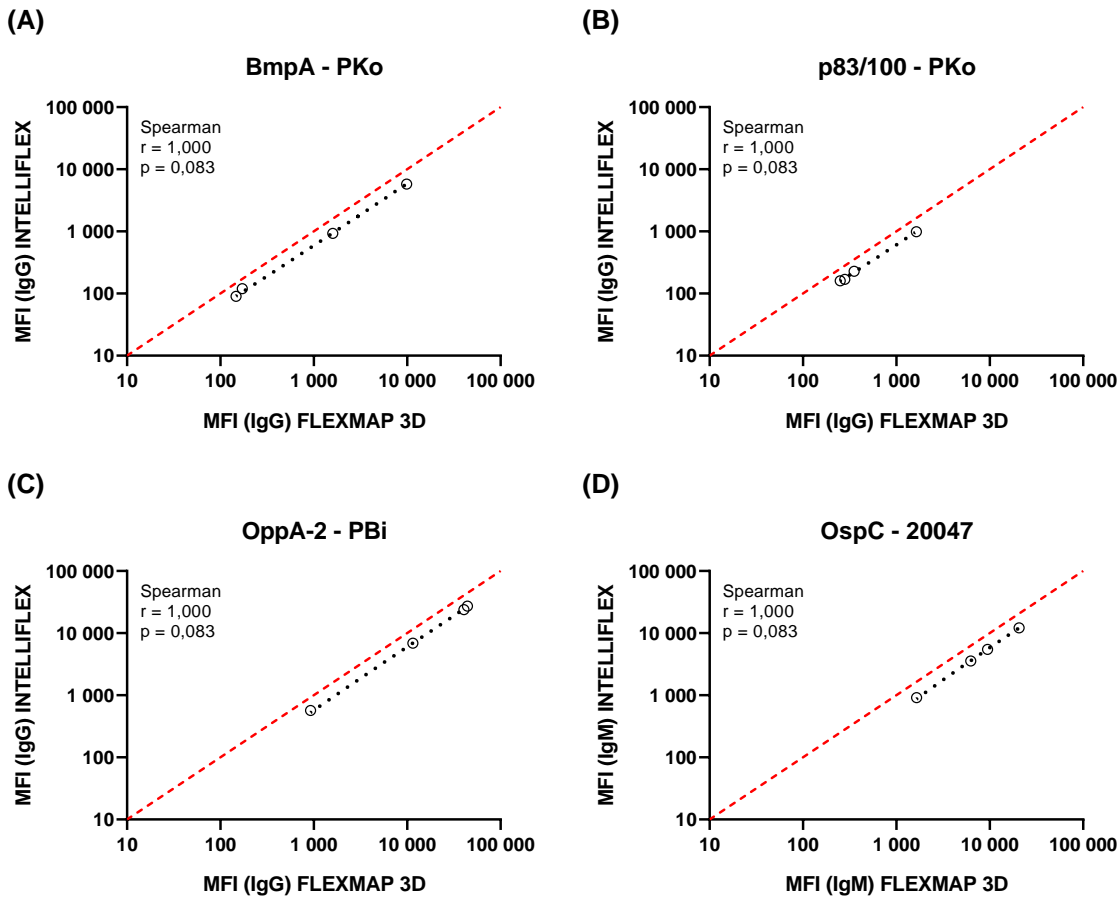 (A)
BmpA - PKo
MFI (IgG) INTELLIFLEX
100 000
10 000
1 000
100
10
Spearman
r = 1,000
p = 0,083
10
100
1 000
10 000
100 000
MFI (IgG) FLEXMAP 3D
(B)
p83/100 - PKo
MFI (IgG) INTELLIFLEX
100 000
10 000
1 000
100
10
Spearman
r = 1,000
p = 0,083
10
100
1 000
10 000
100 000
MFI (IgG) FLEXMAP 3D
(C)
OppA-2 - PBi
MFI (IgG) INTELLIFLEX
100 000
10 000
1 000
100
10
Spearman
r = 1,000
p = 0,083
10
100
1 000
10 000
100 000
MFI (IgG) FLEXMAP 3D
(D)
OspC - 20047
MFI (IgM) INTELLIFLEX
100 000
10 000
1 000
100
10
Spearman
r = 1,000
p = 0,083
10
100
1 000
10 000
100 000
MFI (IgM) FLEXMAP 3D